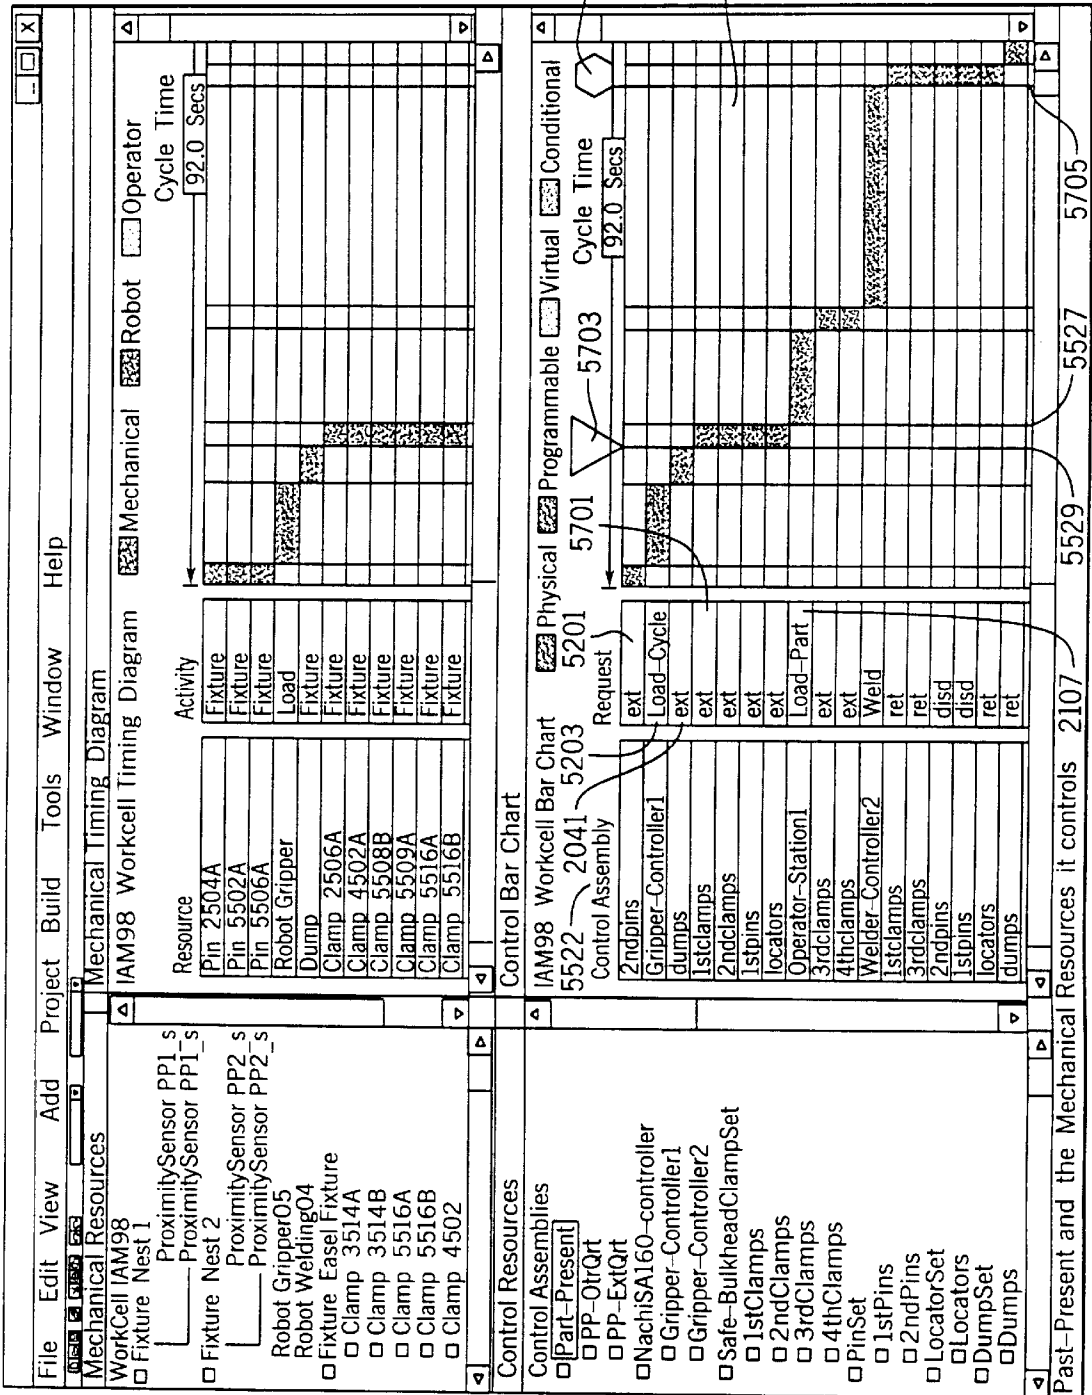 File Edit View Add Project Build Tools Window Help
Mechanical Resources
WorkCell IAM98
Fixture Nest 1
ProximitySensor PP1_s
ProximitySensor PP1_s
Fixture Nest 2
ProximitySensor PP2_s
ProximitySensor PP2_s
Robot Gripper05
Robot Welding04
Fixture Easel Fixture
Clamp 3514A
Clamp 3514B
Clamp 5516A
Clamp 5516B
Clamp 4502
Mechanical Timing Diagram
IAM98 Workcell Timing Diagram Mechanical Robot Operator
Resource Activity Cycle Time
92.0 Secs
Pin 2504A Fixture
Pin 5502A Fixture
Pin 5506A Fixture
Robot Gripper Load
Dump Fixture
Clamp 2506A Fixture
Clamp 4502A Fixture
Clamp 5508B Fixture
Clamp 5509A Fixture
Clamp 5516A Fixture
Clamp 5516B Fixture
Control Resources
Control Assemblies
Part-Present
PP-OtrQrt
PP-ExtQrt
NachiSA160-controller
Gripper-Controller1
Gripper-Controller2
Safe-BulkheadClampSet
1stClamps
2ndClamps
3rdClamps
4thClamps
PinSet
1stPins
2ndPins
LocatorSet
Locators
DumpSet
Dumps
Control Bar Chart
IAM98 Workcell Bar Chart Physical Programmable Virtual Conditional
5522 2041 5203 5201 5701 5703
Control Assembly Request Cycle Time
92.0 Secs
2ndpins ext
Gripper-Controller1 Load-Cycle
dumps ext
1stclamps ext
2ndclamps ext
1stpins ext
locators ext
Operator-Station1 Load-Part
3rdclamps ext
4thclamps ext
Welder-Controller2 Weld
1stclamps ret
3rdclamps ret
2ndpins disd
1stpins disd
locators ret
dumps ret
Past-Present and the Mechanical Resources it controls
2107 5529 5527 5705